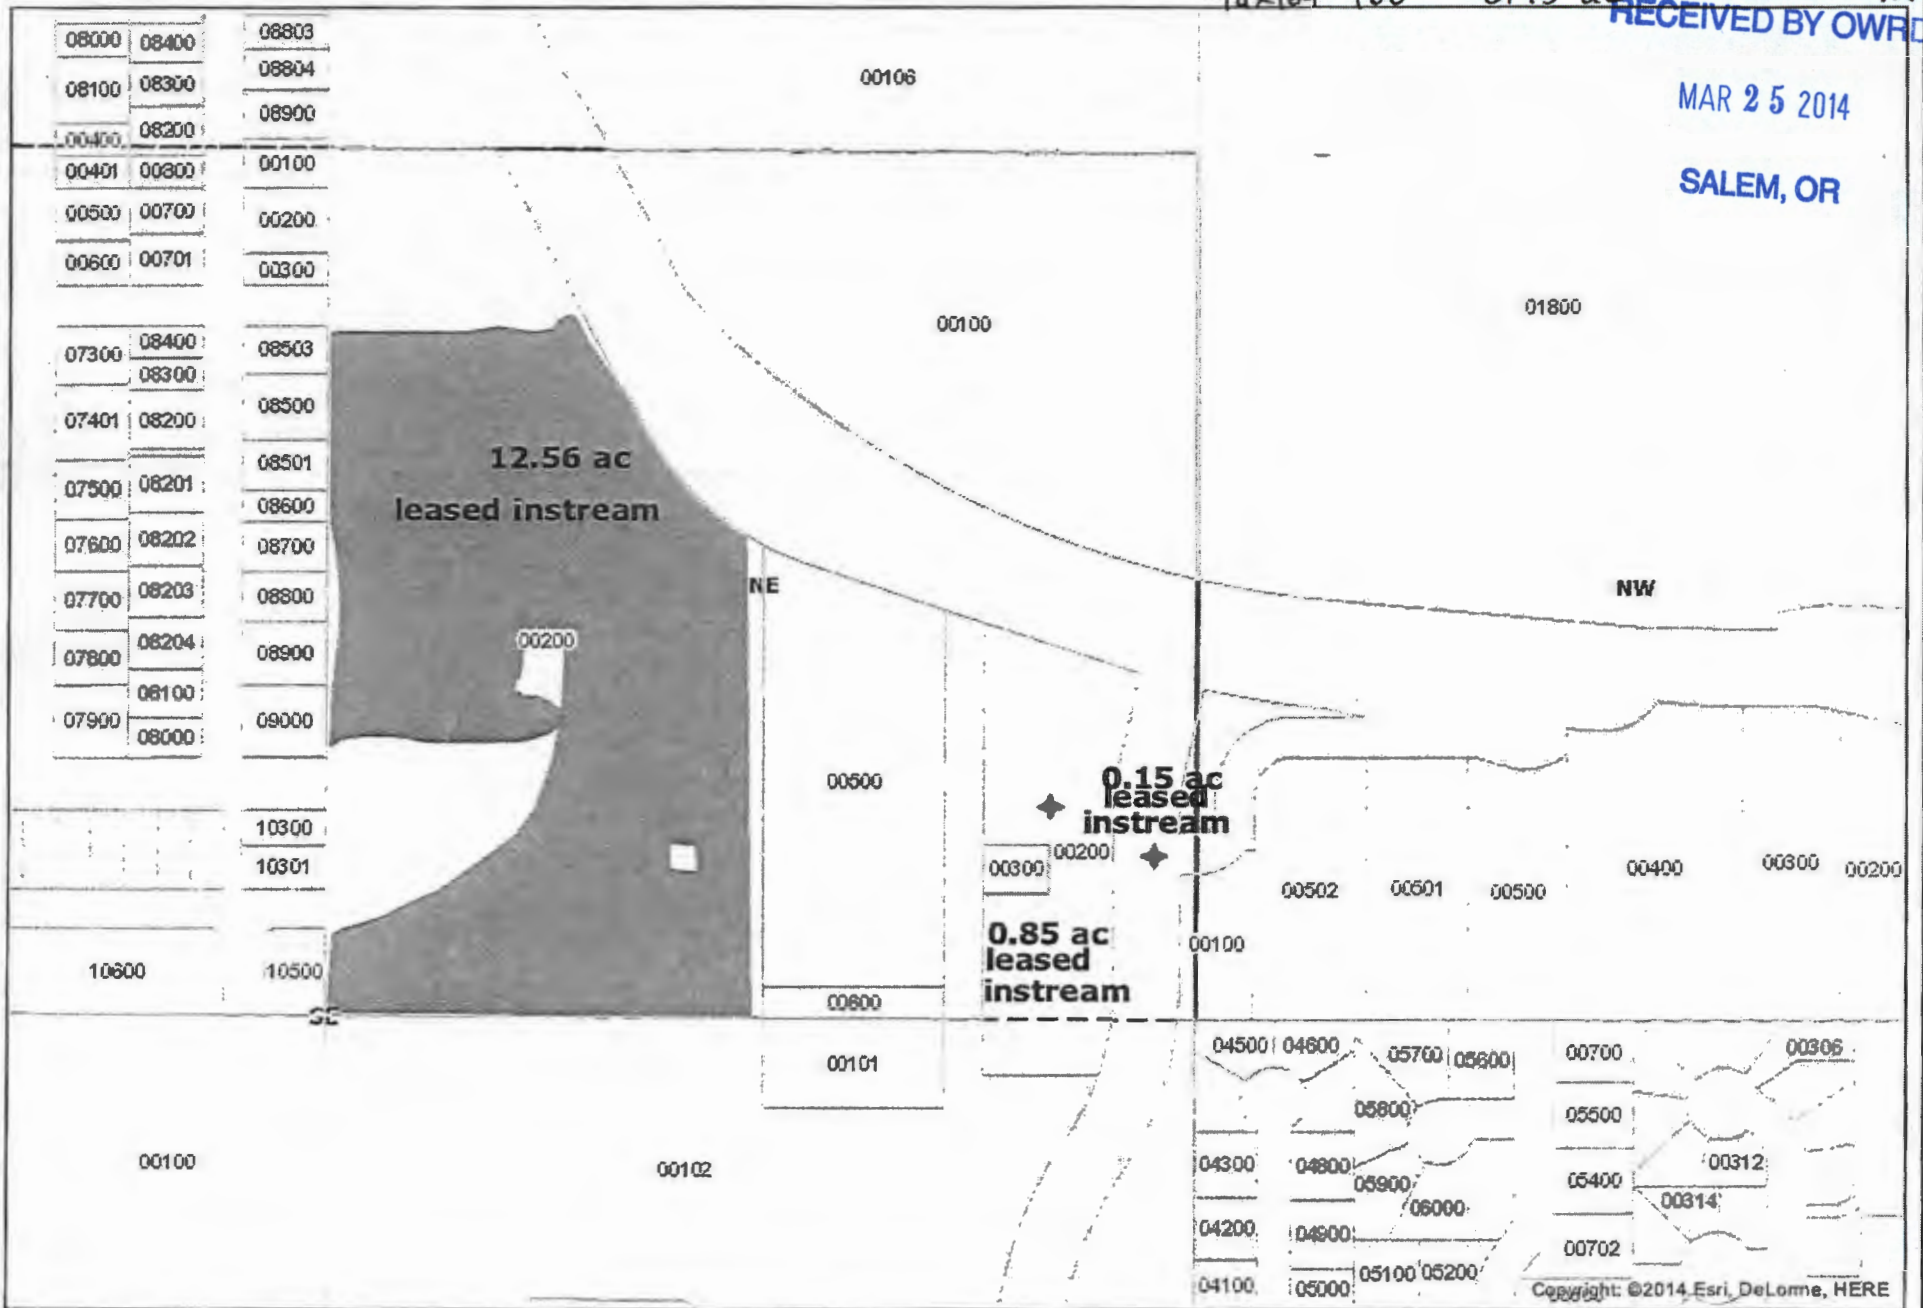 RECEIVED BY OWRD
MAR 25 2014
SALEM, OR
08000 08400 08803
08804
08100 08300
08900
00400 08200
00401 00800 00100
00500 00700 00200
00600 00701 00300
00106
00100
01800
07300 08400 08503
08300
07401 08200 08500
07500 08201 08501
08600
07600 08202 08700
07700 08203 08800
07800 08204 08900
08100
07900 09000
08000
12.56 ac
leased instream
NE
NW
00200
00500
0.15 ac
leased
instream
00300 00200
0.85 ac
leased
instream
00100
00502 00501 00500 00400 00300 00200
10300
10301
10600 10500
SE
00600
00101
00100
00102
04500 04600 05700 05600 00700 00306
05800 05500
04300 04800 05900 05400 00312
06000 00314
04200 04900 00702
04100 05000 05100 05200
Copyright: ©2014 Esri, DeLorme, HERE